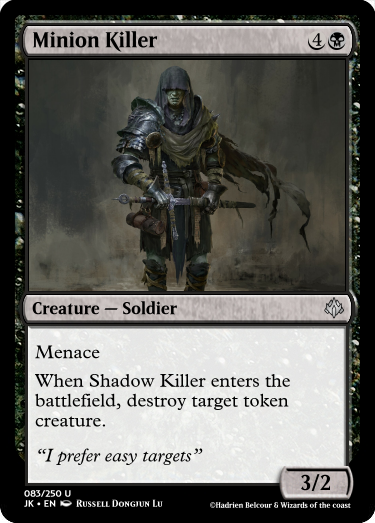 Minion Killer 4
Creature — Soldier
Menace
When Shadow Killer enters the
battlefield, destroy target token
creature.
“I prefer easy targets”
3/2
083/250 U
JK • EN Russell Dongjun Lu
©Hadrien Belcour & Wizards of the coast